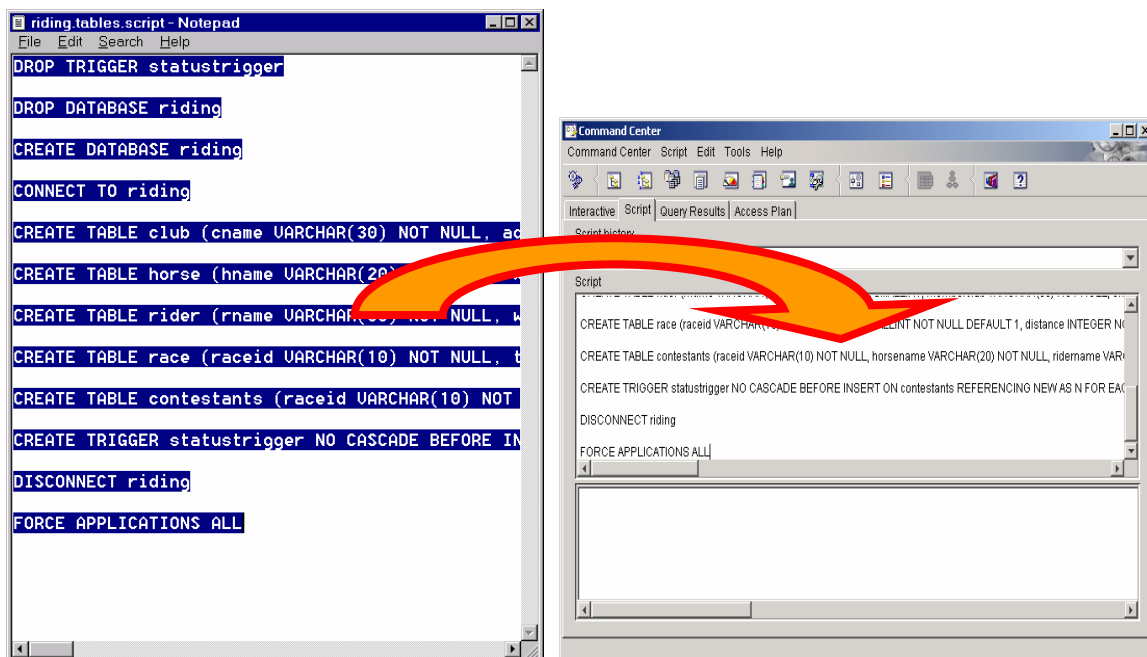 riding.tables.script - Notepad
File Edit Search Help
DROP TRIGGER statustrigger
DROP DATABASE riding
CREATE DATABASE riding
CONNECT TO riding
CREATE TABLE club (cname VARCHAR(30) NOT NULL, ad
CREATE TABLE horse (hname VARCHAR(20)
CREATE TABLE rider (rname VARCHAR NOT NULL, w
CREATE TABLE race (raceid VARCHAR(10) NOT NULL, t
CREATE TABLE contestants (raceid VARCHAR(10) NOT
CREATE TRIGGER statustrigger NO CASCADE BEFORE IN
DISCONNECT riding
FORCE APPLICATIONS ALL
Command Center
Command Center Script Edit Tools Help
Interactive Script Query Results Access Plan
Script history
Script
CREATE TABLE race (raceid VARCHAR NOT NULL DEFAULT 1, distance INTEGER NO
CREATE TABLE contestants (raceid VARCHAR(10) NOT NULL, horsename VARCHAR(20) NOT NULL, ridername VAR
CREATE TRIGGER statustrigger NO CASCADE BEFORE INSERT ON contestants REFERENCING NEW AS N FOR EAC
DISCONNECT riding
FORCE APPLICATIONS ALL